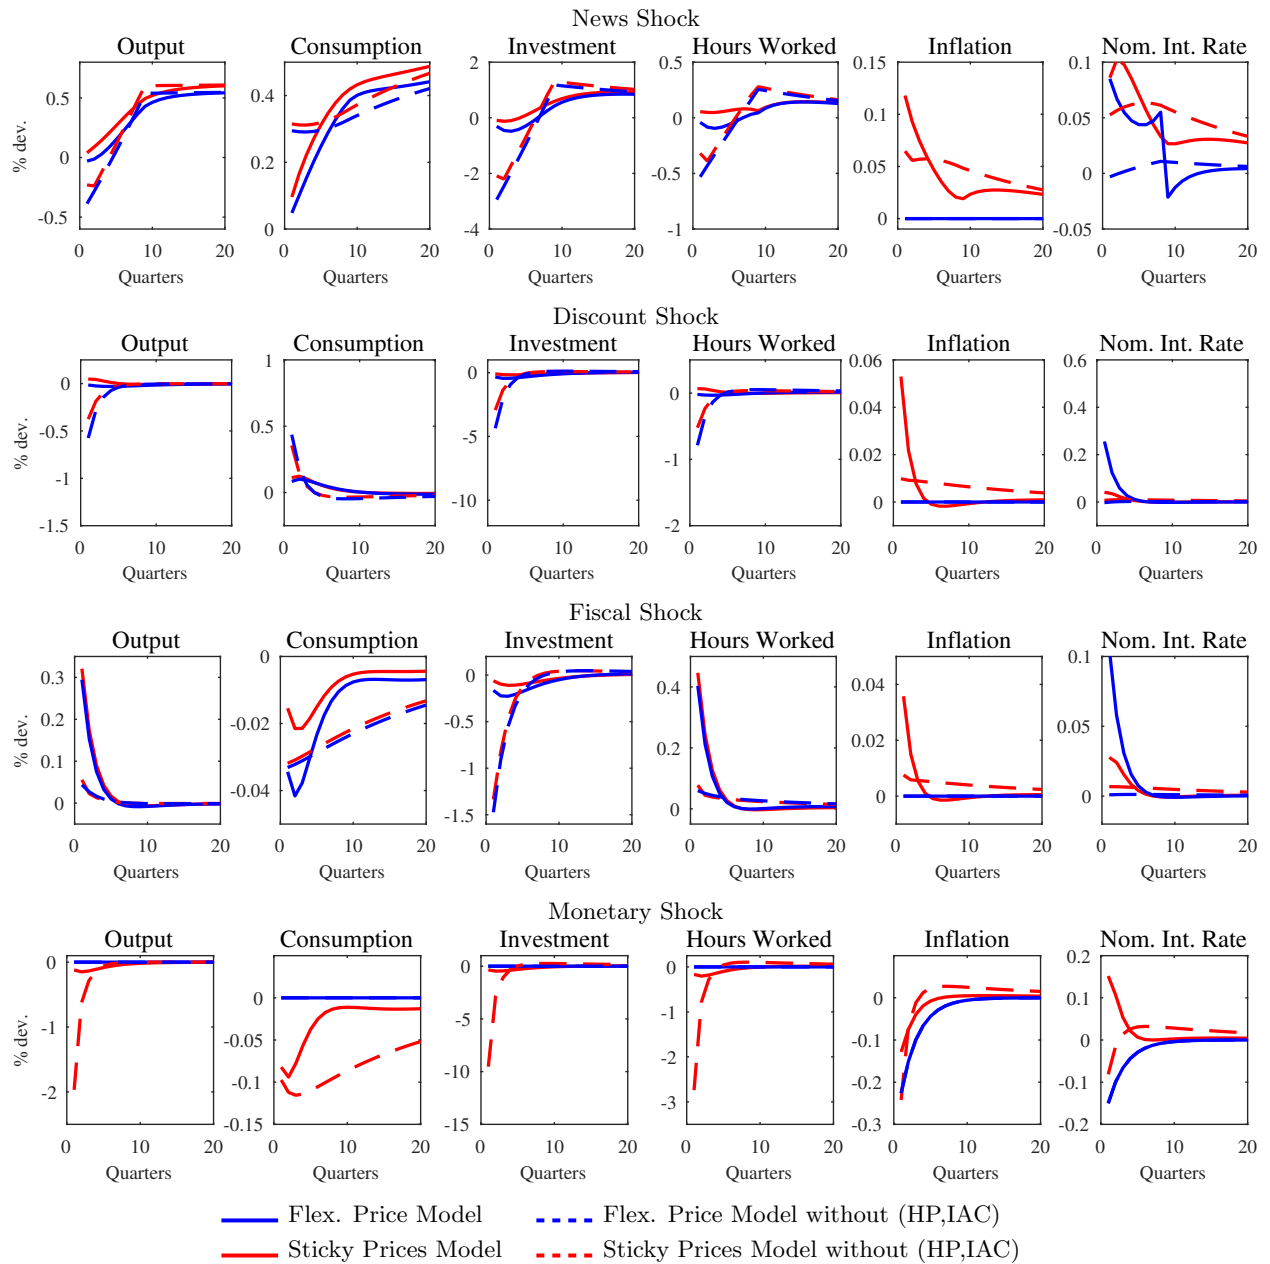 News Shock
Output Consumption Investment Hours Worked Inflation Nom. Int. Rate
% dev.
0.5
0
-0.5
0 10 20
Quarters
0.4
0.2
0
0 10 20
Quarters
2
0
-2
-4
0 10 20
Quarters
0.5
0
-0.5
-1
0 10 20
Quarters
0.15
0.1
0.05
0
0 10 20
Quarters
0.1
0.05
0
-0.05
0 10 20
Quarters
Discount Shock
Output Consumption Investment Hours Worked Inflation Nom. Int. Rate
% dev.
0
-0.5
-1
-1.5
0 10 20
Quarters
1
0.5
0
0 10 20
Quarters
0
-5
-10
0 10 20
Quarters
0
-1
-2
0 10 20
Quarters
0.06
0.04
0.02
0
0 10 20
Quarters
0.6
0.4
0.2
0
0 10 20
Quarters
Fiscal Shock
Output Consumption Investment Hours Worked Inflation Nom. Int. Rate
% dev.
0.3
0.2
0.1
0
0 10 20
Quarters
0
-0.02
-0.04
0 10 20
Quarters
0
-0.5
-1
-1.5
0 10 20
Quarters
0.4
0.2
0
0 10 20
Quarters
0.04
0.02
0
0 10 20
Quarters
0.1
0.05
0
0 10 20
Quarters
Monetary Shock
Output Consumption Investment Hours Worked Inflation Nom. Int. Rate
% dev.
0
-1
-2
0 10 20
Quarters
0
-0.05
-0.1
-0.15
0 10 20
Quarters
0
-5
-10
-15
0 10 20
Quarters
0
-1
-2
-3
0 10 20
Quarters
0
-0.1
-0.2
-0.3
0 10 20
Quarters
0.2
0.1
0
-0.1
-0.2
0 10 20
Quarters
Flex. Price Model Flex. Price Model without (HP,IAC)
Sticky Prices Model Sticky Prices Model without (HP,IAC)